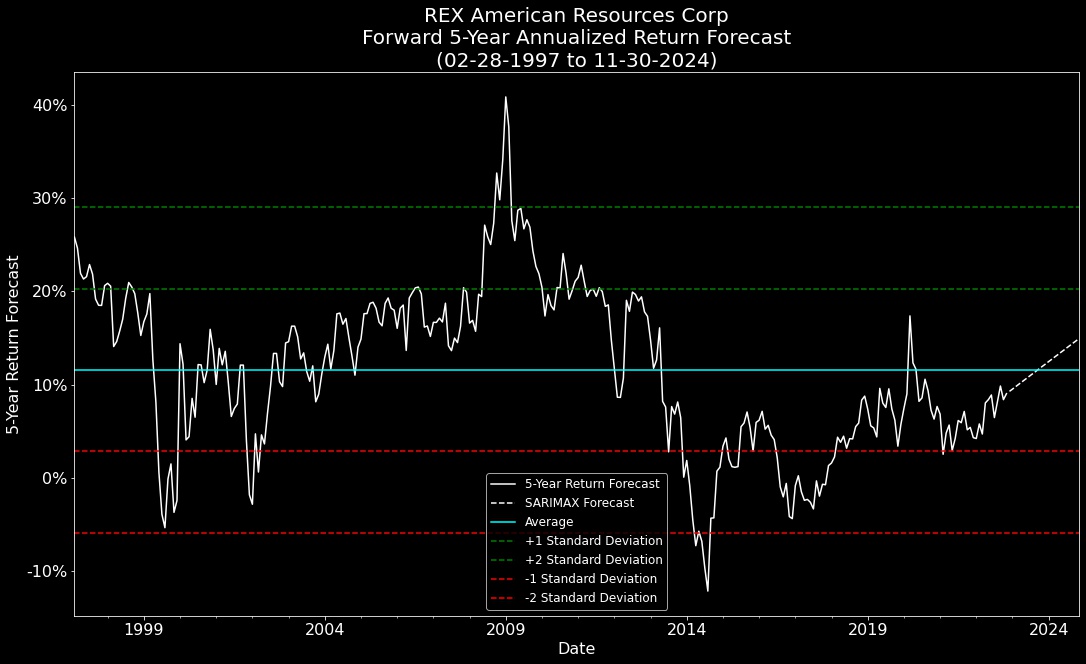 REX American Resources Corp
Forward 5-Year Annualized Return Forecast
(02-28-1997 to 11-30-2024)
5-Year Return Forecast
40%
30%
20%
10%
0%
-10%
5-Year Return Forecast
SARIMAX Forecast
Average
+1 Standard Deviation
+2 Standard Deviation
-1 Standard Deviation
-2 Standard Deviation
1999 2004 2009 2014 2019 2024
Date